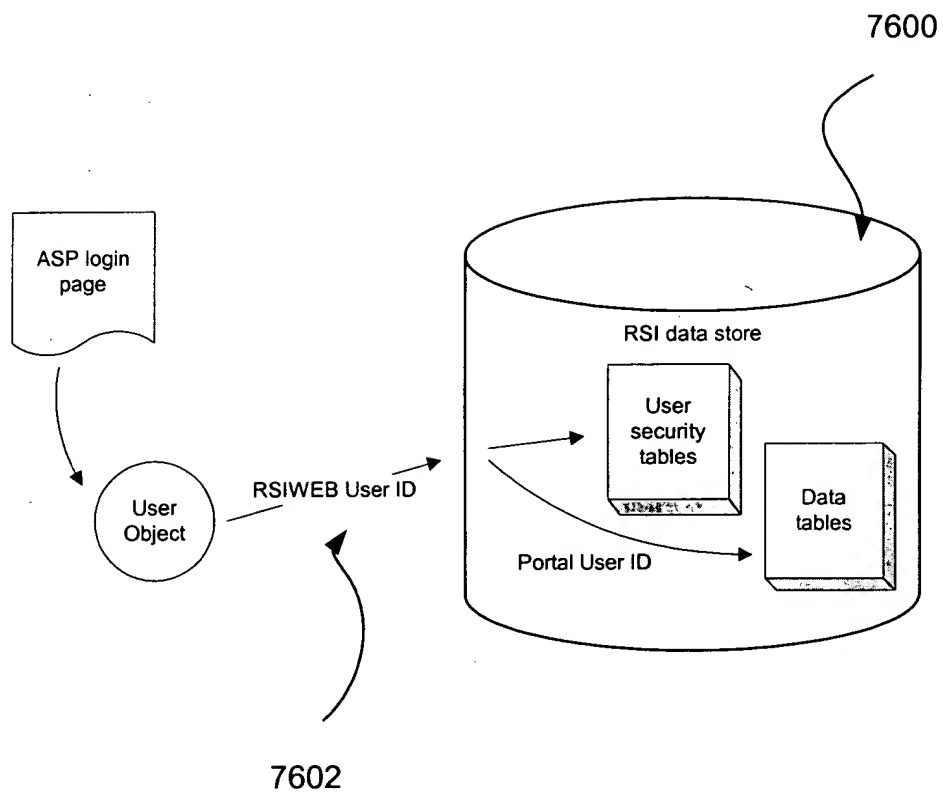 7600
ASP login
page
RSI data store
User
security
tables
RSIWEB User ID
User
Object
Data
tables
Portal User ID
7602